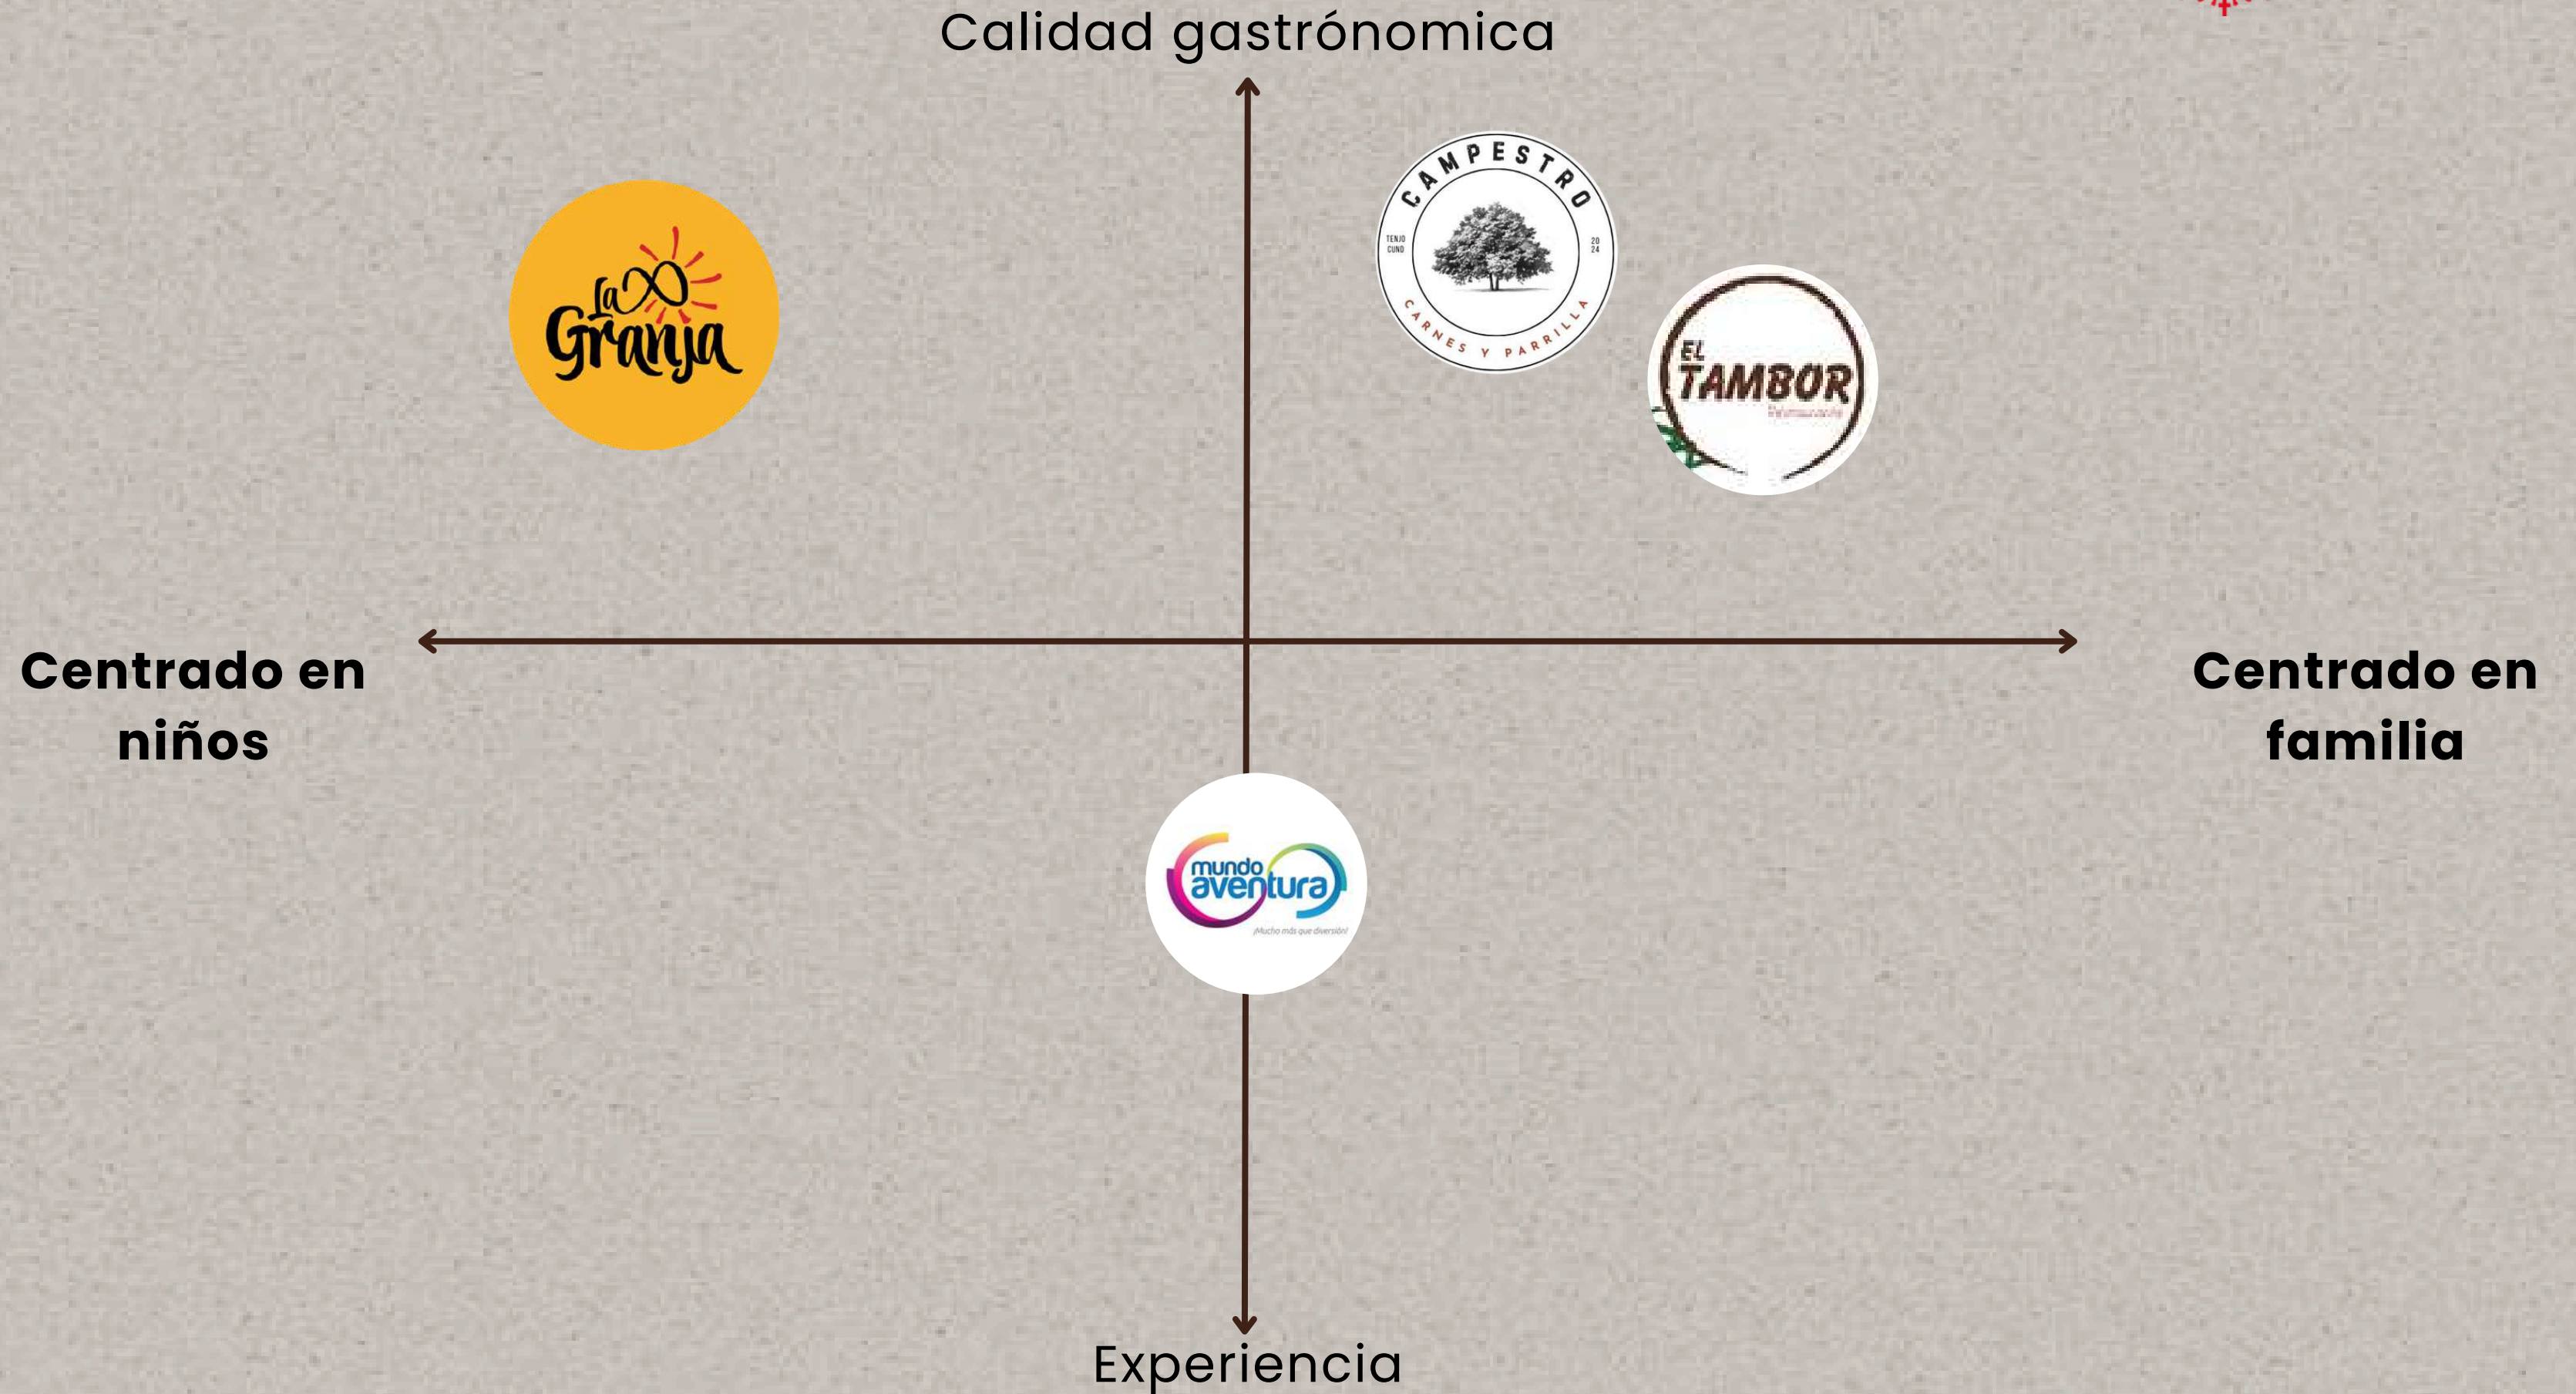 Calidad gastrónomica
CAMPESTRO
TENJO
CUND
20
24
CARNES Y PARRILLA
La
Granja
EL
TAMBOR
Centrado en
niños
Centrado en
familia
mundo
aventura
¡Mucho más que diversión!
Experiencia